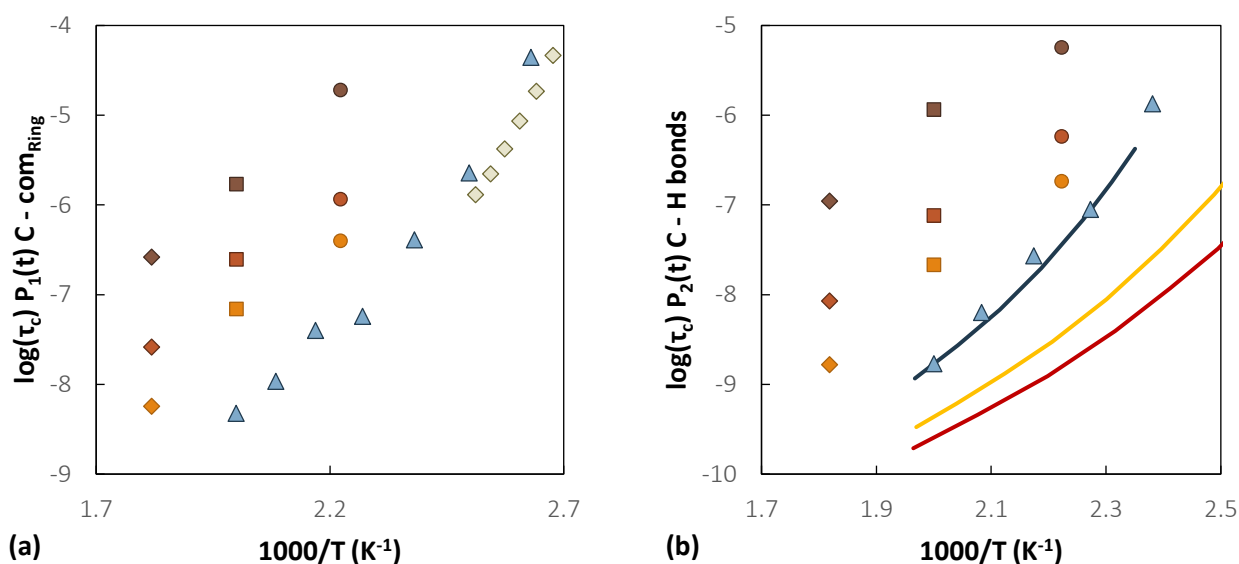 log(τc) P1(t) C - comRing
-4
-5
-6
-7
-8
-9
1.7 2.2 2.7
(a) 1000/T (K-1)
log(τc) P2(t) C - H bonds
-5
-6
-7
-8
-9
-10
1.7 1.9 2.1 2.3 2.5
(b) 1000/T (K-1)